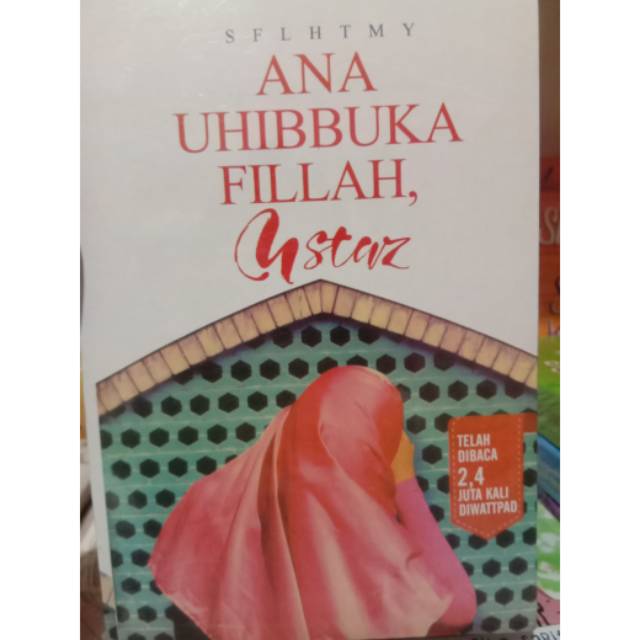 SFLHTMY
ANA
UHIBBUKA
FILLAH,
Ustaz
TELAH
DIBACA
2,4
JUTA KALI
DIWATTPAD